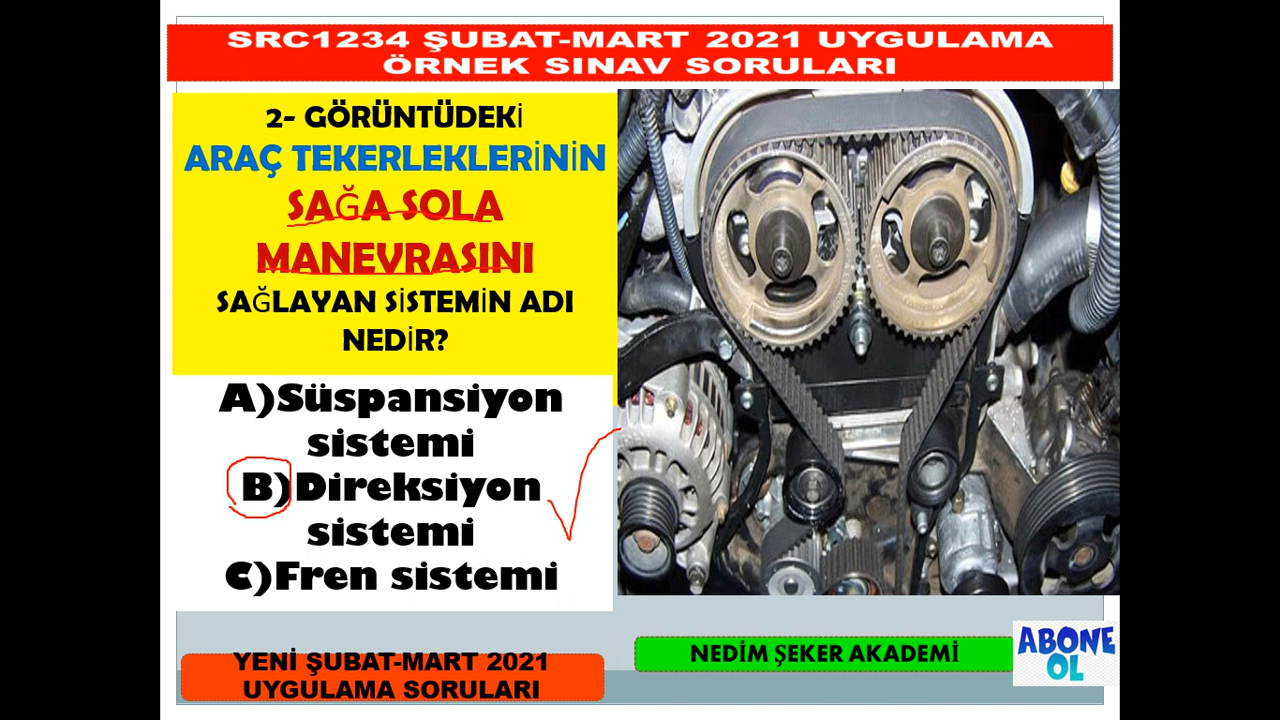 SRC1234 ŞUBAT-MART 2021 UYGULAMA
ÖRNEK SINAV SORULARI
2- GÖRÜNTÜDEKİ
ARAÇ TEKERLEKLERİNİN
SAĞA SOLA
MANEVRASINI
SAĞLAYAN SİSTEMİN ADI
NEDİR?
A)Süspansiyon
sistemi
B)Direksiyon
sistemi
C)Fren sistemi
YENİ ŞUBAT-MART 2021
UYGULAMA SORULARI
NEDİM ŞEKER AKADEMİ
ABONE
OL